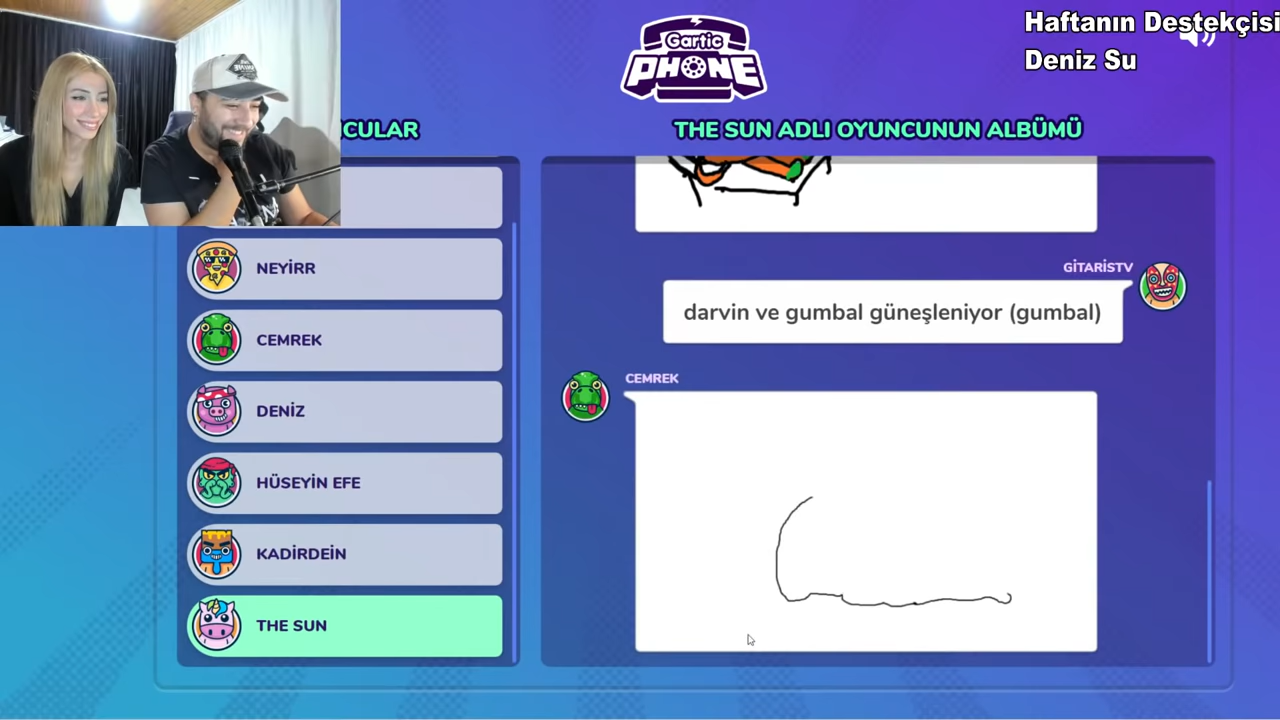 Haftanın Destekçisi
Deniz Su
Gartic
PHONE
CULAR
THE SUN ADLI OYUNCUNUN ALBÜMÜ
NEYİRR
CEMREK
DENİZ
HÜSEYİN EFE
KADİRDEİN
THE SUN
GİTARİSTV
darvin ve gumbal güneşleniyor (gumbal)
CEMREK